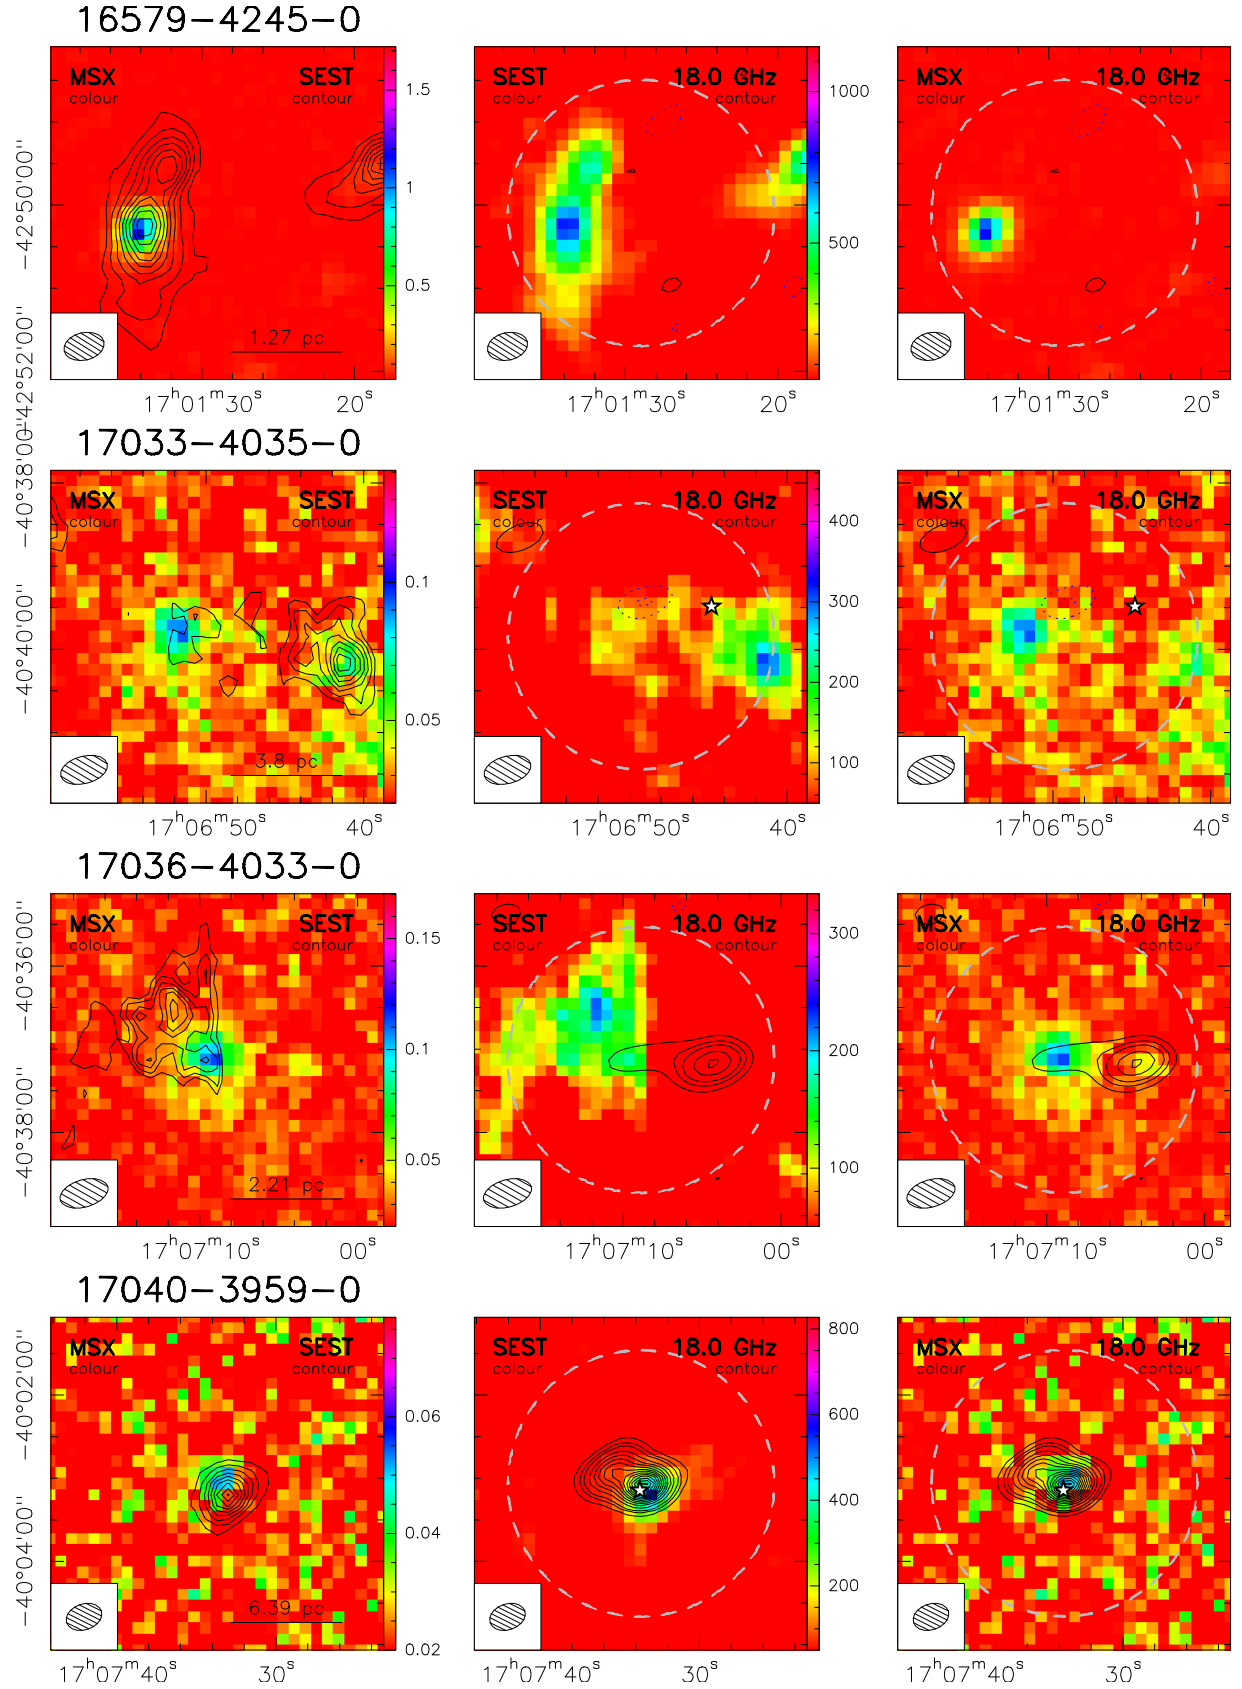 16579−4245−0
MSX SEST
colour contour
SEST 18.0 GHz
colour contour
MSX 18.0 GHz
colour contour
1.5
1
0.5
1000
500
−42°50'00"
−42°52'00"
1.27 pc
17h01m30s 20s
17h01m30s 20s
17h01m30s 20s
17033−4035−0
MSX SEST
colour contour
SEST 18.0 GHz
colour contour
MSX 18.0 GHz
colour contour
0.1
0.05
400
300
200
100
−40°38'00"
−40°40'00"
3.8 pc
17h06m50s 40s
17h06m50s 40s
17h06m50s 40s
17036−4033−0
MSX SEST
colour contour
SEST 18.0 GHz
colour contour
MSX 18.0 GHz
colour contour
0.15
0.1
0.05
300
200
100
−40°36'00"
−40°38'00"
2.21 pc
17h07m10s 00s
17h07m10s 00s
17h07m10s 00s
17040−3959−0
MSX SEST
colour contour
SEST 18.0 GHz
colour contour
MSX 18.0 GHz
colour contour
0.06
0.04
0.02
800
600
400
200
−40°02'00"
−40°04'00"
6.39 pc
17h07m40s 30s
17h07m40s 30s
17h07m40s 30s